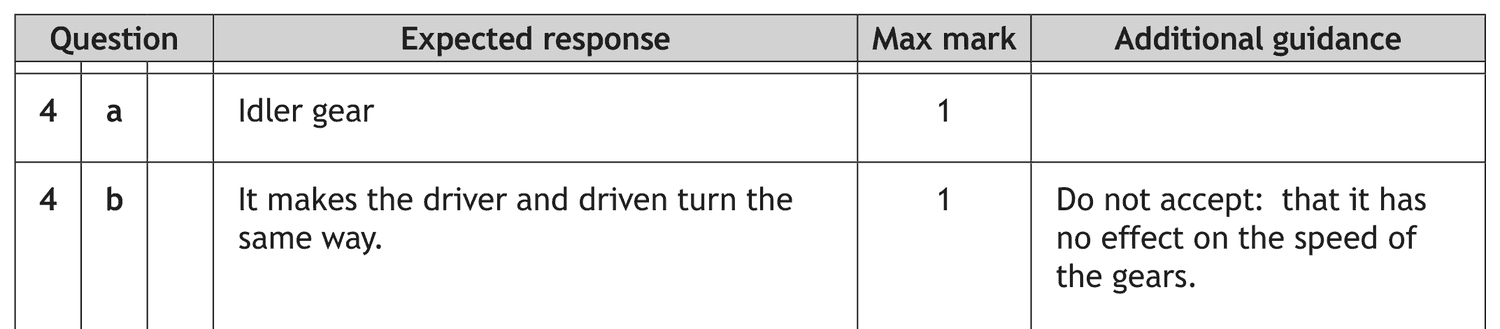 Question Expected response Max mark Additional guidance
4 a Idler gear 1
4 b It makes the driver and driven turn the 1 Do not accept: that it has
same way. no effect on the speed of
the gears.